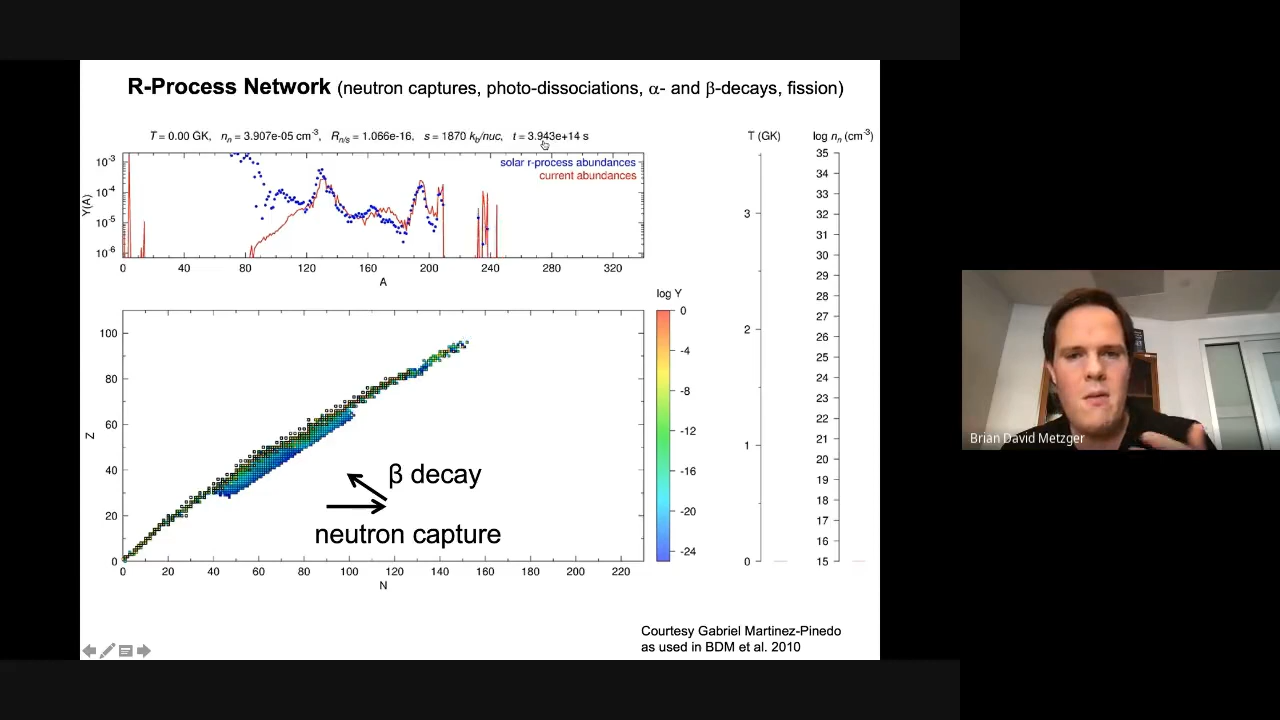 R-Process Network (neutron captures, photo-dissociations, α- and β-decays, fission)
T = 0.00 GK, nn = 3.907e-05 cm-3, Rn/s = 1.066e-16, s = 1870 kb/nuc, t = 3.943e+14 s
T (GK)
log nn (cm-3)
solar r-process abundances
current abundances
Y(A)
10-3
10-4
10-5
10-6
0 40 80 120 160 200 240 280 320
A
log Y
0
-4
-8
-12
-16
-20
-24
Z
100
80
60
40
20
0
β decay
neutron capture
0 20 40 60 80 100 120 140 160 180 200 220
N
3
2
1
0
35
34
33
32
31
30
29
28
27
26
25
24
23
22
21
20
19
18
17
16
15
Courtesy Gabriel Martinez-Pinedo
as used in BDM et al. 2010
Brian David Metzger